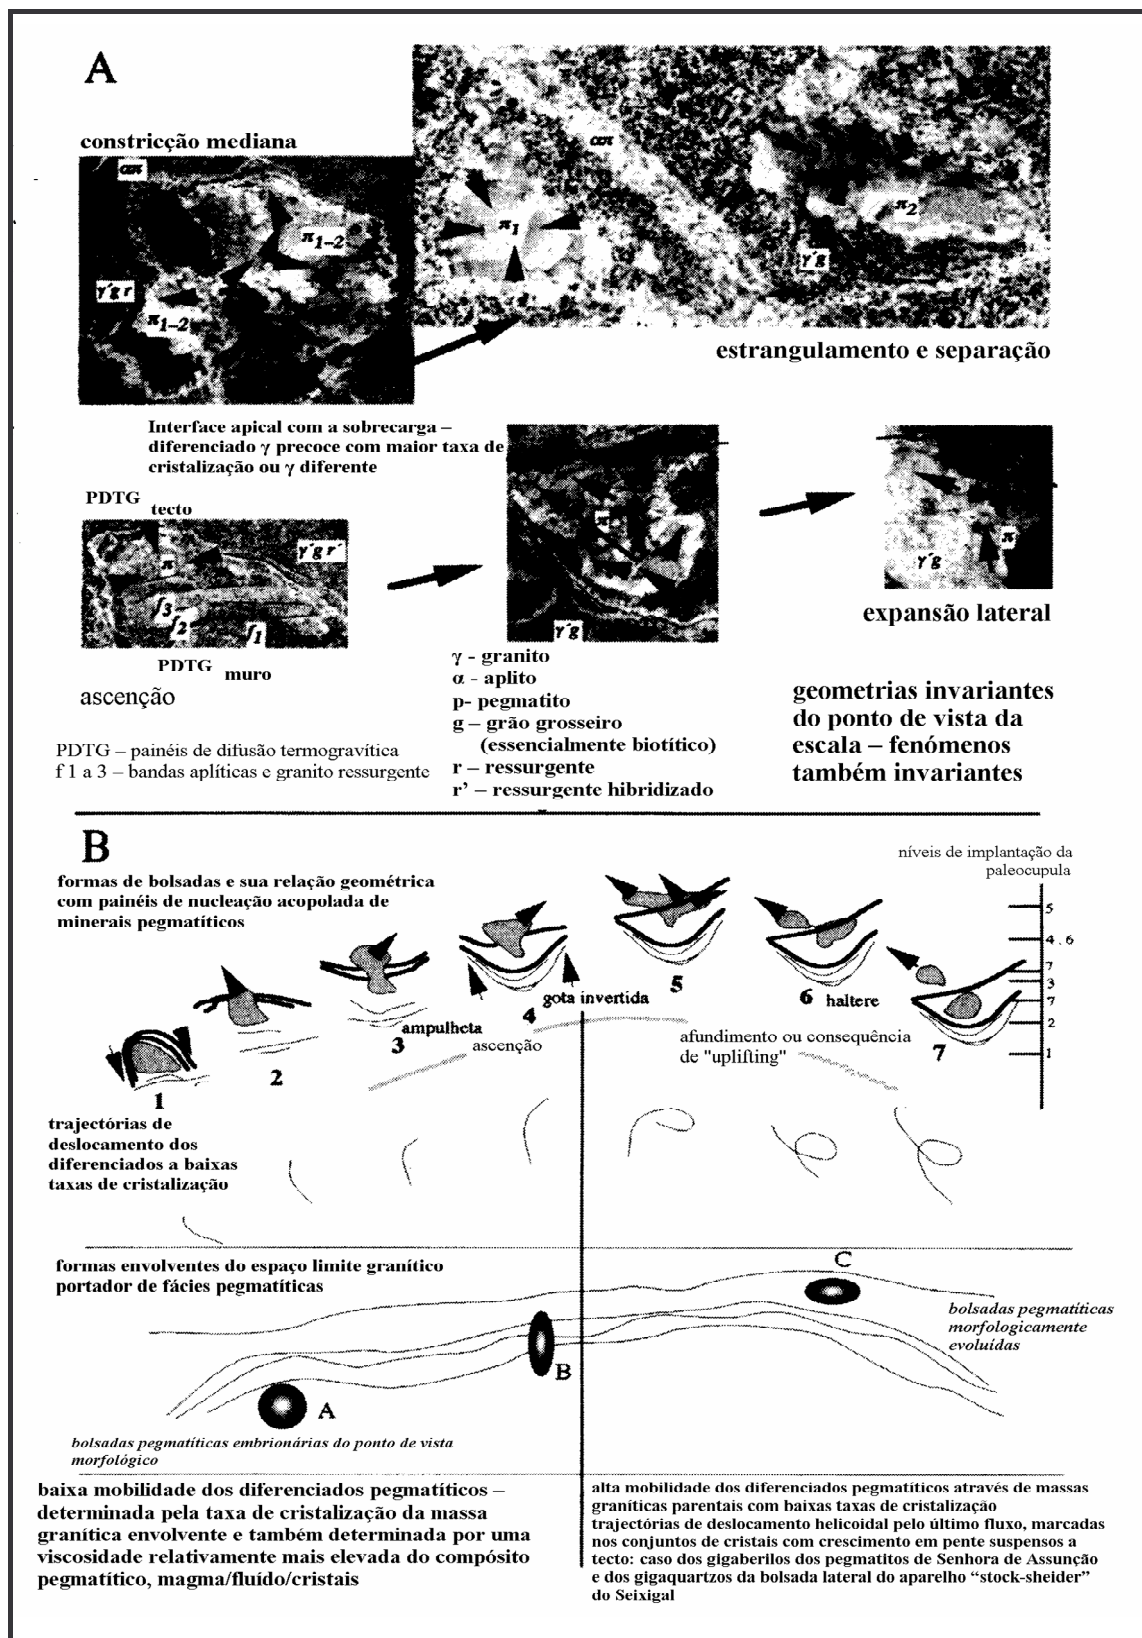 A
constricção mediana
απ
π1-2
γ´g r
π1-2
απ
π1
π2
γ´g
estrangulamento e separação
Interface apical com a sobrecarga –
diferenciado γ precoce com maior taxa de
cristalização ou γ diferente
PDTG tecto
π
γ´g r´
f3
f2
f1
PDTG muro
ascenção
π
γ´g
π
γ´g
expansão lateral
γ - granito
α - aplito
p- pegmatito
g – grão grosseiro
(essencialmente biotítico)
r – ressurgente
r’ – ressurgente hibridizado
geometrias invariantes
do ponto de vista da
escala – fenómenos
também invariantes
PDTG – painéis de difusão termogravítica
f 1 a 3 – bandas aplíticas e granito ressurgente
B
formas de bolsadas e sua relação geométrica
com painéis de nucleação acopolada de
minerais pegmatíticos
níveis de implantação da
paleocupula
5
4 . 6
7
3
7
2
1
1
2
3
ampulheta
4
gota invertida
5
6
haltere
7
ascenção
afundimento ou consequência
de "uplifting"
trajectórias de
deslocamento dos
diferenciados a baixas
taxas de cristalização
formas envolventes do espaço limite granítico
portador de fácies pegmatíticas
C
B
A
bolsadas pegmatíticas
morfologicamente
evoluídas
bolsadas pegmatíticas embrionárias do ponto de vista
morfológico
baixa mobilidade dos diferenciados pegmatíticos –
determinada pela taxa de cristalização da massa
granítica envolvente e também determinada por uma
viscosidade relativamente mais elevada do compósito
pegmatítico, magma/fluído/cristais
alta mobilidade dos diferenciados pegmatíticos através de massas
graníticas parentais com baixas taxas de cristalização
trajectórias de deslocamento helicoidal pelo último fluxo, marcadas
nos conjuntos de cristais com crescimento em pente suspensos a
tecto: caso dos gigaberilos dos pegmatitos de Senhora de Assunção
e dos gigaquartzos da bolsada lateral do aparelho “stock-sheider”
do Seixigal